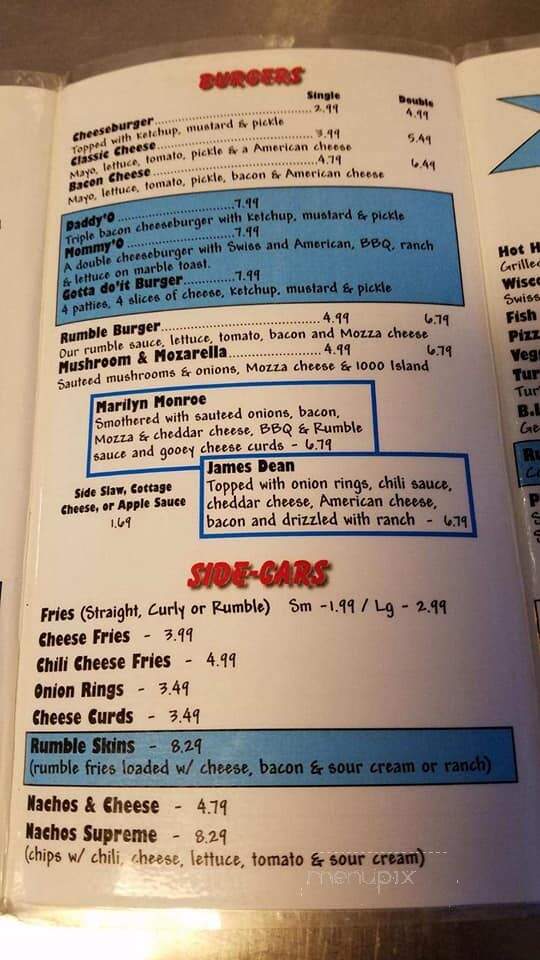 BURGERS
Single Double
Cheeseburger 2.99 4.99
Topped with ketchup, mustard & pickle
Classic Cheese 3.99 5.49
Mayo, lettuce, tomato, pickle & a American cheese
Bacon Cheese 4.79 6.49
Mayo, lettuce, tomato, pickle, bacon & American cheese
Daddy'O 7.99
Triple bacon cheeseburger with ketchup, mustard & pickle
Mommy'O 7.99
A double cheeseburger with Swiss and American, BBQ, ranch
& lettuce on marble toast.
Gotta do'it Burger 7.99
4 patties, 4 slices of cheese, ketchup, mustard & pickle
Rumble Burger 4.99 6.79
Our rumble sauce, lettuce, tomato, bacon and Mozza cheese
Mushroom & Mozarella 4.99 6.79
Sauteed mushrooms & onions, Mozza cheese & 1000 Island
Marilyn Monroe
Smothered with sauteed onions, bacon,
Mozza & cheddar cheese, BBQ & Rumble
sauce and gooey cheese curds - 6.79
James Dean
Topped with onion rings, chili sauce,
cheddar cheese, American cheese,
bacon and drizzled with ranch - 6.79
Side Slaw, Cottage
Cheese, or Apple Sauce
1.69
SIDE-CARS
Fries (Straight, Curly or Rumble) Sm -1.99 / Lg - 2.99
Cheese Fries - 3.99
Chili Cheese Fries - 4.99
Onion Rings - 3.49
Cheese Curds - 3.49
Rumble Skins - 8.29
(rumble fries loaded w/ cheese, bacon & sour cream or ranch)
Nachos & Cheese - 4.79
Nachos Supreme - 8.29
(chips w/ chili, cheese, lettuce, tomato & sour cream)
menupix
Hot H
Grille
Wisc
Swiss
Fish
Pizz
Veg
Tur
Tur
B.L
Ge
Ru